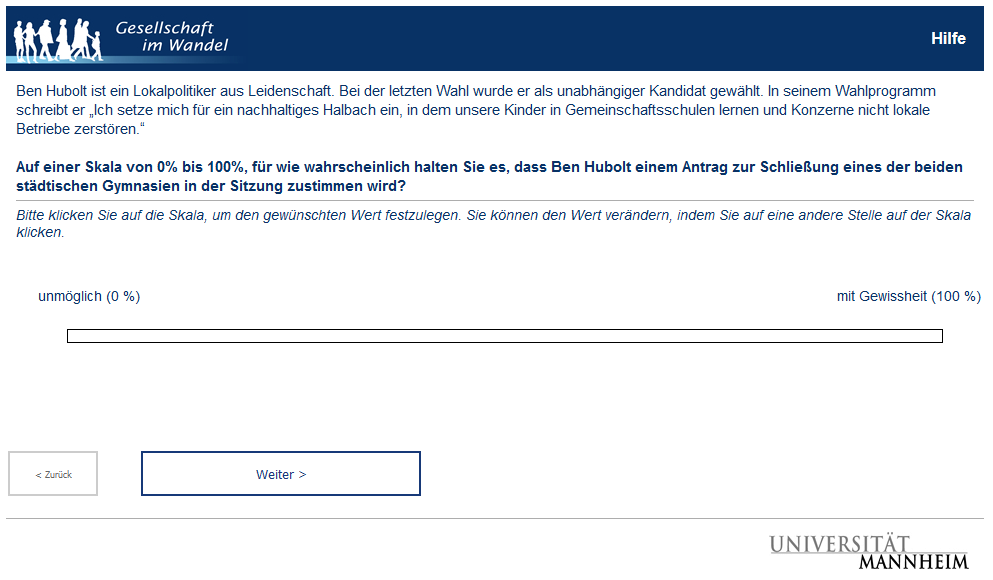 Gesellschaft
im Wandel
Hilfe
Ben Hubolt ist ein Lokalpolitiker aus Leidenschaft. Bei der letzten Wahl wurde er als unabhängiger Kandidat gewählt. In seinem Wahlprogramm
schreibt er „Ich setze mich für ein nachhaltiges Halbach ein, in dem unsere Kinder in Gemeinschaftsschulen lernen und Konzerne nicht lokale
Betriebe zerstören.“
Auf einer Skala von 0% bis 100%, für wie wahrscheinlich halten Sie es, dass Ben Hubolt einem Antrag zur Schließung eines der beiden
städtischen Gymnasien in der Sitzung zustimmen wird?
Bitte klicken Sie auf die Skala, um den gewünschten Wert festzulegen. Sie können den Wert verändern, indem Sie auf eine andere Stelle auf der Skala
klicken.
unmöglich (0 %)
mit Gewissheit (100 %)
< Zurück
Weiter >
UNIVERSITÄT
MANNHEIM